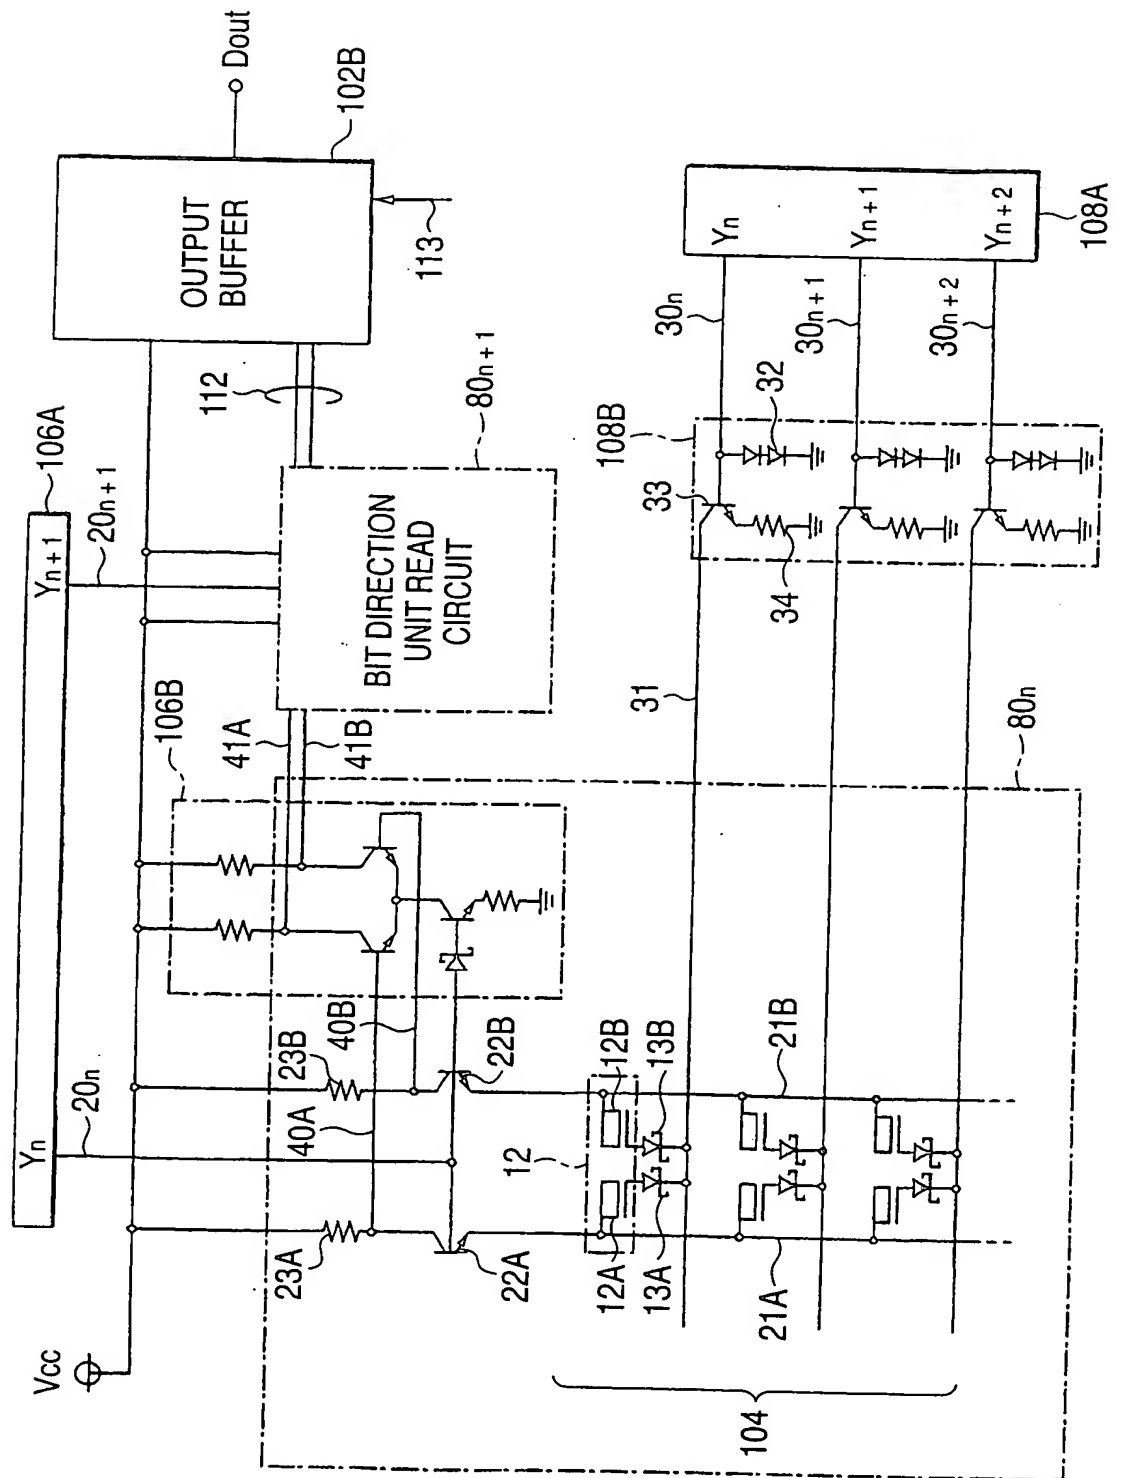 Vcc
Yn
106A
Yn+1
20n
20n+1
OUTPUT
BUFFER
Dout
102B
113
112
80n+1
BIT DIRECTION
UNIT READ
CIRCUIT
106B
41A
41B
23A
23B
40A
40B
22A
22B
12
12A
12B
13A
13B
21A
21B
104
31
80n
108B
33
32
34
30n
30n+1
30n+2
Yn
Yn+1
Yn+2
108A